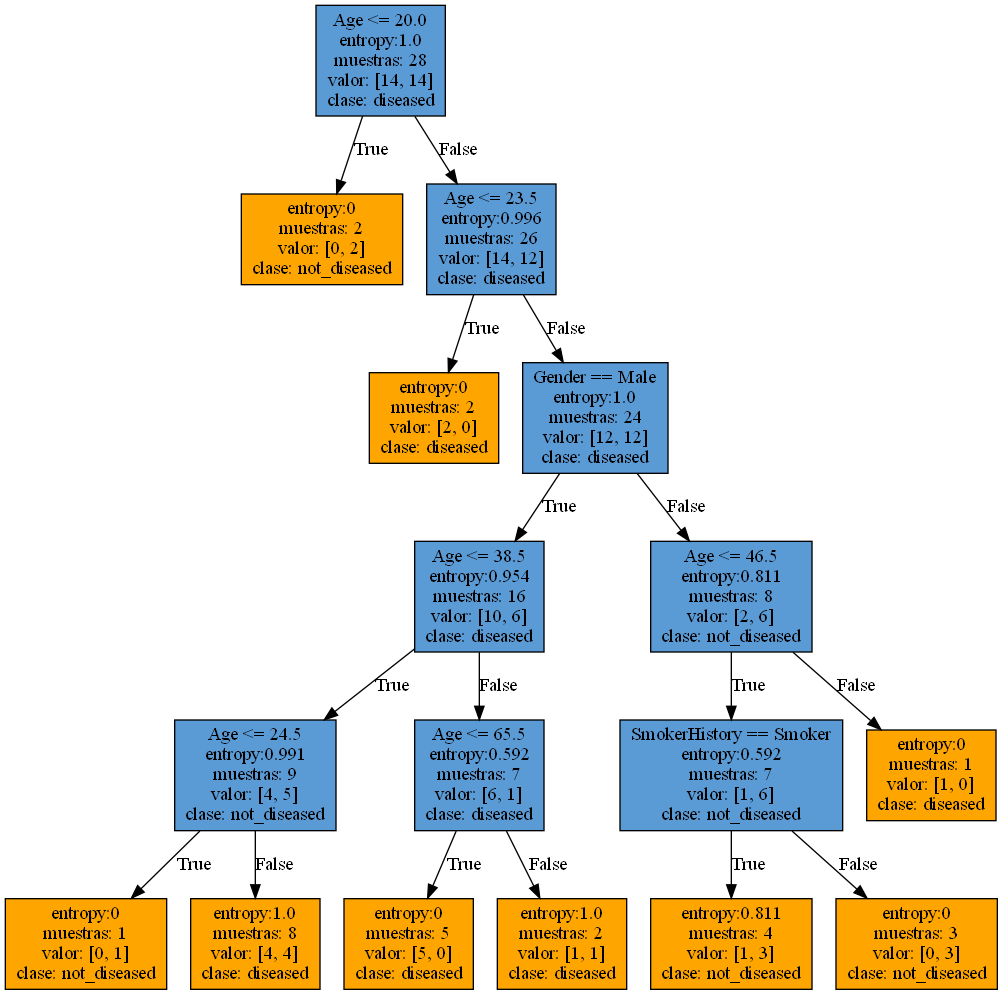 Age <= 20.0
entropy:1.0
muestras: 28
valor: [14, 14]
clase: diseased
True
False
entropy:0
muestras: 2
valor: [0, 2]
clase: not_diseased
Age <= 23.5
entropy:0.996
muestras: 26
valor: [14, 12]
clase: diseased
True
False
entropy:0
muestras: 2
valor: [2, 0]
clase: diseased
Gender == Male
entropy:1.0
muestras: 24
valor: [12, 12]
clase: diseased
True
False
Age <= 38.5
entropy:0.954
muestras: 16
valor: [10, 6]
clase: diseased
Age <= 46.5
entropy:0.811
muestras: 8
valor: [2, 6]
clase: not_diseased
True
False
True
False
Age <= 24.5
entropy:0.991
muestras: 9
valor: [4, 5]
clase: not_diseased
Age <= 65.5
entropy:0.592
muestras: 7
valor: [6, 1]
clase: diseased
SmokerHistory == Smoker
entropy:0.592
muestras: 7
valor: [1, 6]
clase: not_diseased
entropy:0
muestras: 1
valor: [1, 0]
clase: diseased
True
False
True
False
True
False
entropy:0
muestras: 1
valor: [0, 1]
clase: not_diseased
entropy:1.0
muestras: 8
valor: [4, 4]
clase: diseased
entropy:0
muestras: 5
valor: [5, 0]
clase: diseased
entropy:1.0
muestras: 2
valor: [1, 1]
clase: diseased
entropy:0.811
muestras: 4
valor: [1, 3]
clase: not_diseased
entropy:0
muestras: 3
valor: [0, 3]
clase: not_diseased